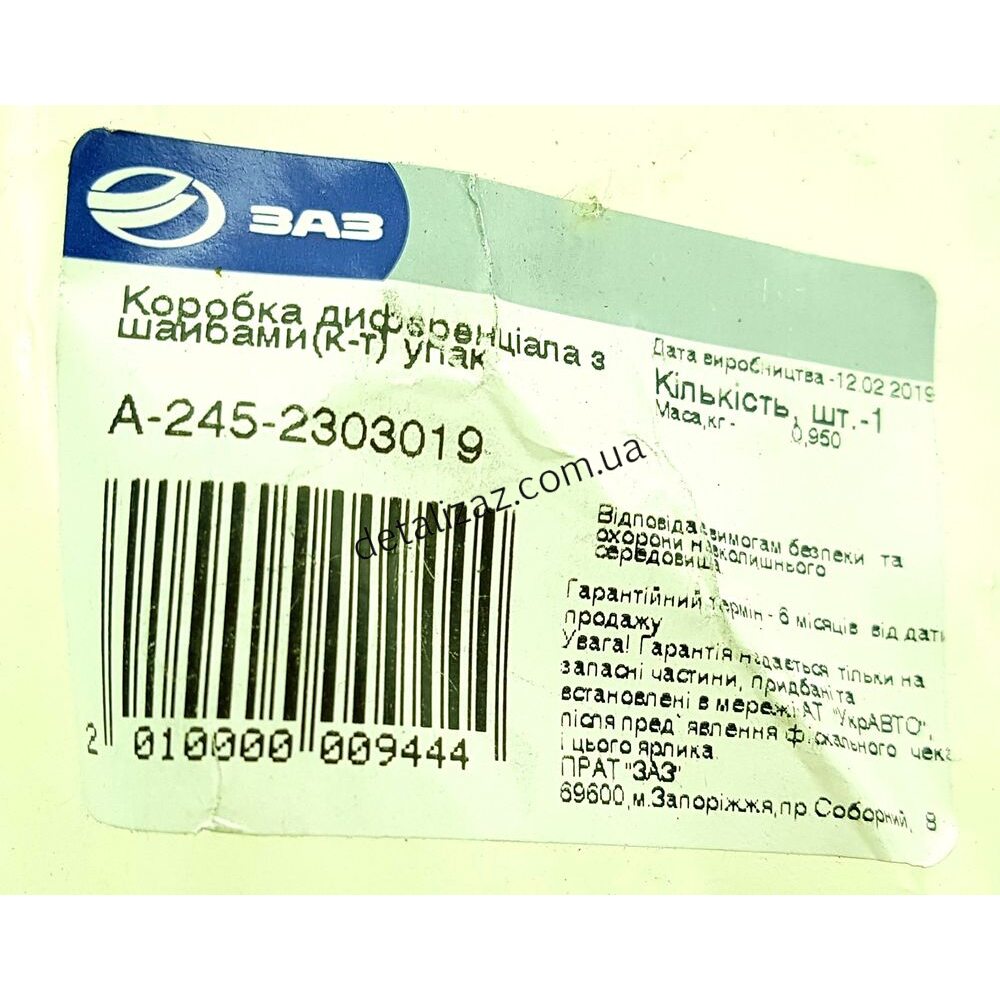 ЗАЗ
Коробка диференціала з
шайбами(к-т) упак
А-245-2303019
Дата виробництва -12 02 2019
Кількість, шт.-1
Маса,кг - 0,950
detalizaz.com.ua
Відповідає вимогам безпеки та
охорони навколишнього
середовища
Гарантійний термін - 6 місяців від дати
продажу
Увага! Гарантія надається тільки на
запасні частини, придбані та
встановлені в мережі АТ "УкрАВТО",
після пред`явлення фіскального чека
і цього ярлика.
ПРАТ "ЗАЗ"
69600,м.Запоріжжя,пр.Соборний, 8
2 010000 009444